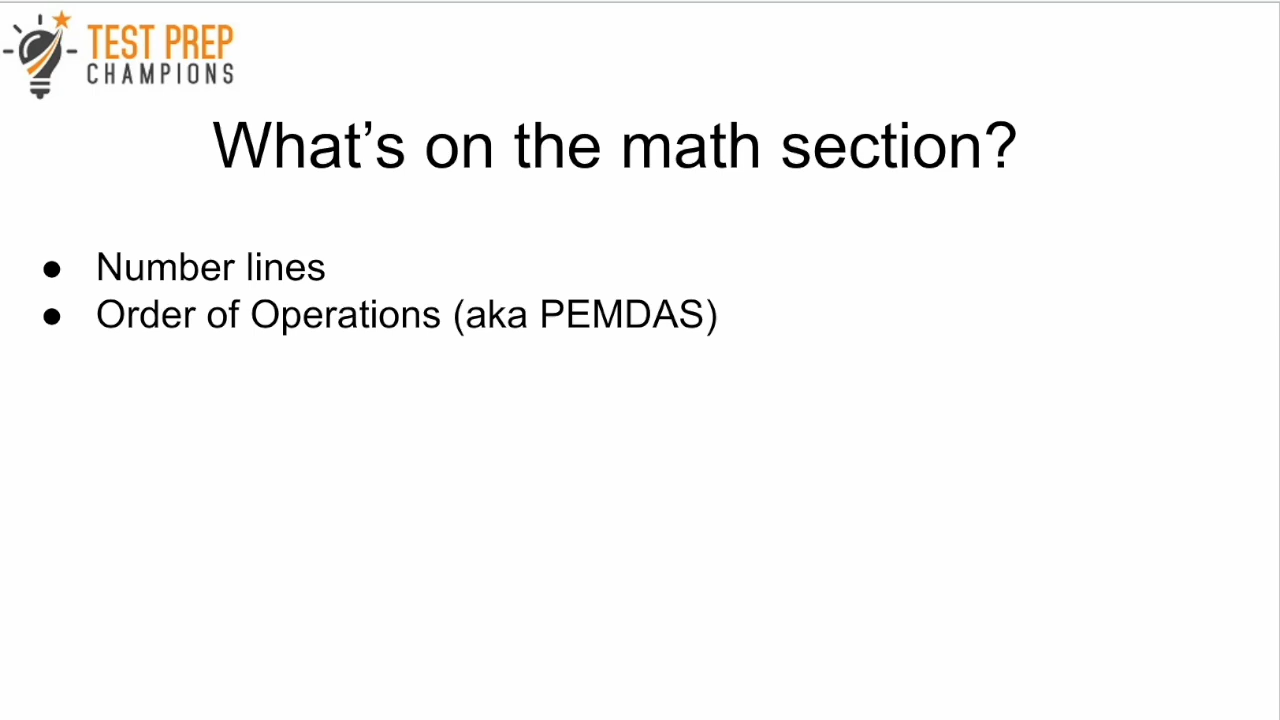 TEST PREP
CHAMPIONS
What's on the math section?
● Number lines
● Order of Operations (aka PEMDAS)